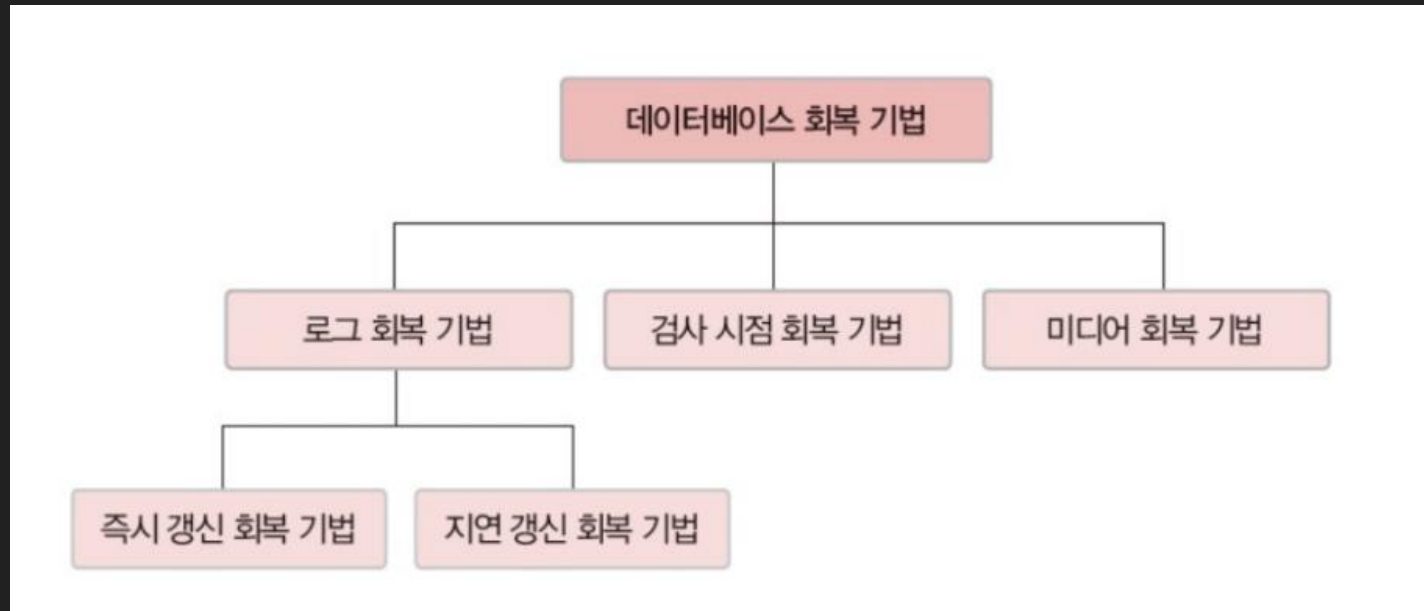 데이터베이스 회복 기법
로그 회복 기법
검사 시점 회복 기법
미디어 회복 기법
즉시 갱신 회복 기법
지연 갱신 회복 기법